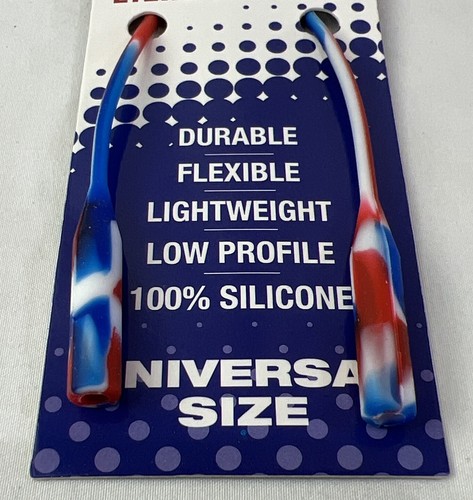 DURABLE
FLEXIBLE
LIGHTWEIGHT
LOW PROFILE
100% SILICONE
NIVERSA
SIZE